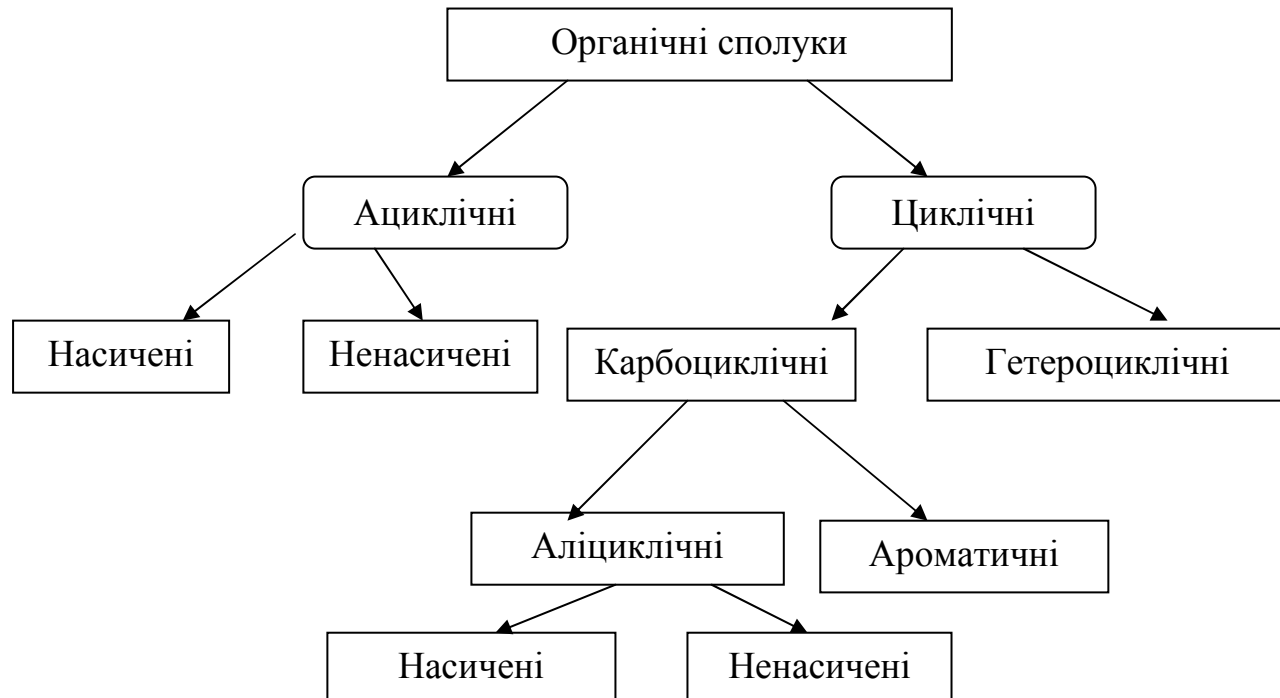 Органічні сполуки
Ациклічні
Циклічні
Насичені
Ненасичені
Карбоциклічні
Гетероциклічні
Аліциклічні
Ароматичні
Насичені
Ненасичені